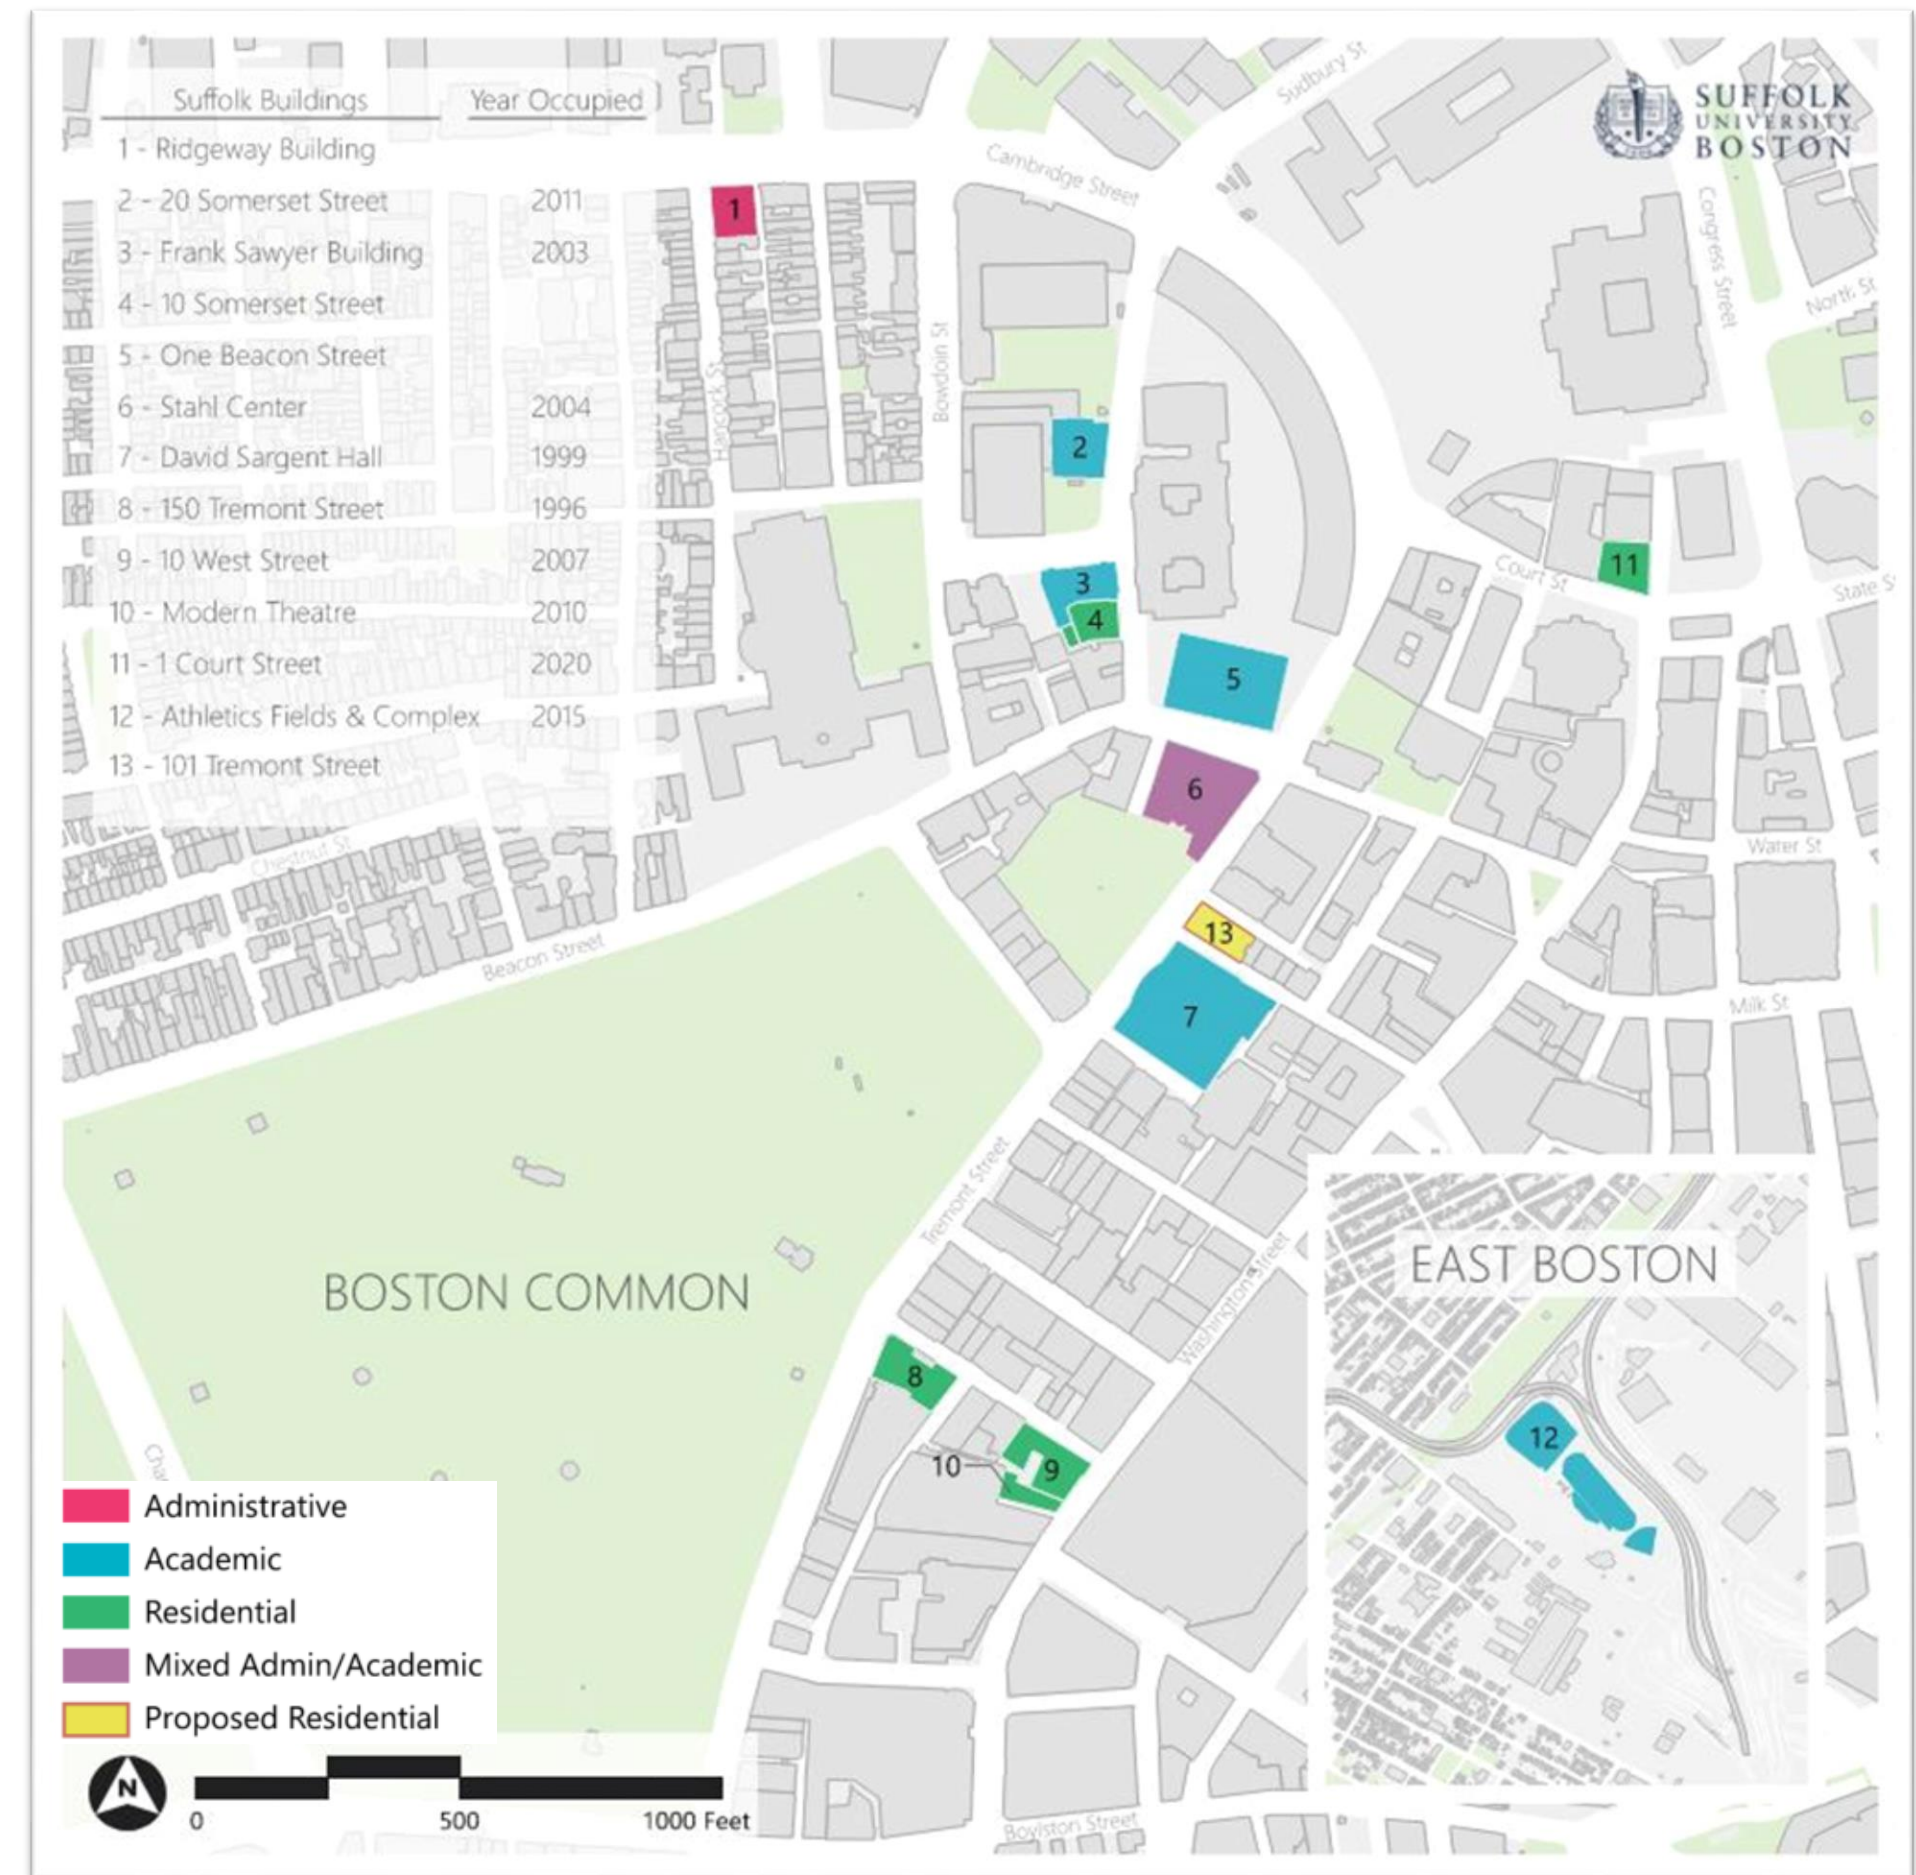 Suffolk Buildings Year Occupied
1 - Ridgeway Building
2 - 20 Somerset Street 2011
3 - Frank Sawyer Building 2003
4 - 10 Somerset Street
5 - One Beacon Street
6 - Stahl Center 2004
7 - David Sargent Hall 1999
8 - 150 Tremont Street 1996
9 - 10 West Street 2007
10 - Modern Theatre 2010
11 - 1 Court Street 2020
12 - Athletics Fields & Complex 2015
13 - 101 Tremont Street
SUFFOLK
UNIVERSITY
BOSTON
Sudbury St
Cambridge Street
Congress Street
North St
Hancock St
Bowdoin St
Court St
State S
Chestnut St
Beacon Street
Water St
Milk St
Tremont Street
Washington Street
Boylston Street
Cha
1
2
3
4
5
6
7
8
9
10
11
12
13
BOSTON COMMON
EAST BOSTON
Administrative
Academic
Residential
Mixed Admin/Academic
Proposed Residential
N
0 500 1000 Feet